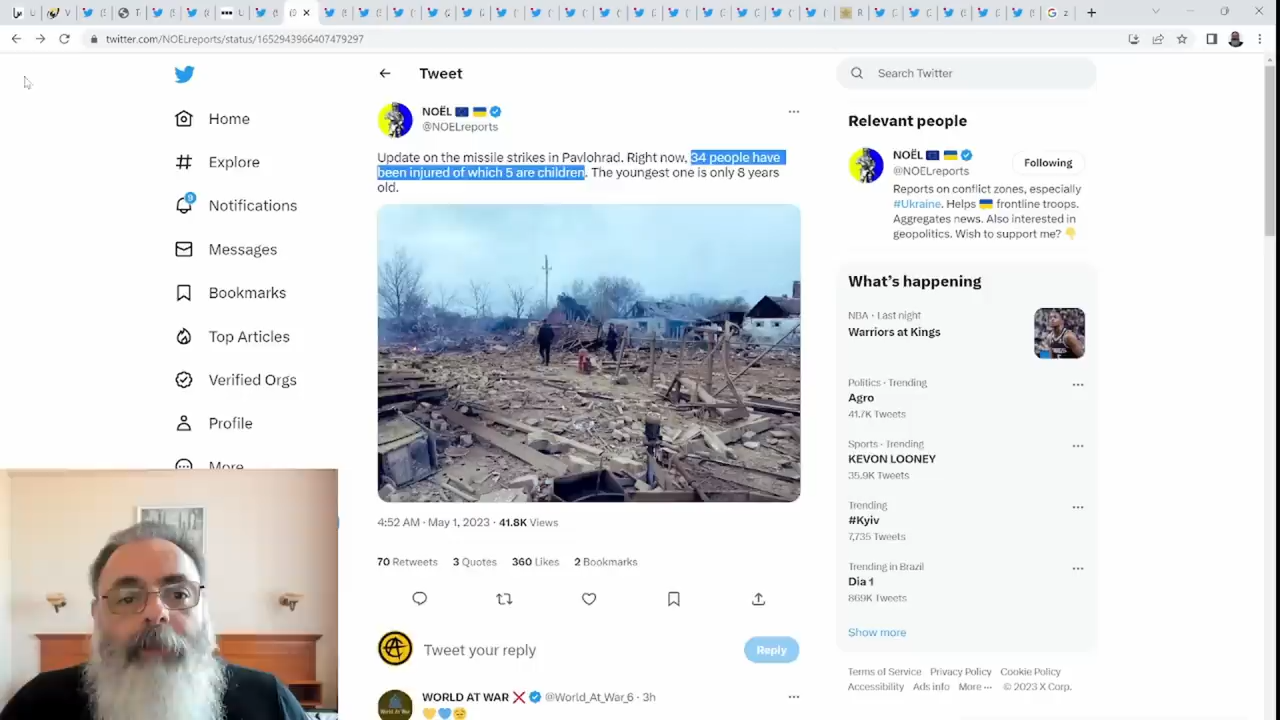 twitter.com/NOELreports/status/1652943966407479297
Home
Explore
9
Notifications
Messages
Bookmarks
Top Articles
Verified Orgs
Profile
More
Tweet
NOËL
@NOELreports
Update on the missile strikes in Pavlohrad. Right now, 34 people have
been injured of which 5 are children. The youngest one is only 8 years
old.
4:52 AM · May 1, 2023 · 41.8K Views
70 Retweets 3 Quotes 360 Likes 2 Bookmarks
Tweet your reply
Reply
WORLD AT WAR @World_At_War_6 · 3h
Search Twitter
Relevant people
NOËL
@NOELreports
Following
Reports on conflict zones, especially
#Ukraine. Helps frontline troops.
Aggregates news. Also interested in
geopolitics. Wish to support me?
What's happening
NBA · Last night
Warriors at Kings
Politics · Trending
Agro
41.7K Tweets
Sports · Trending
KEVON LOONEY
35.9K Tweets
Trending
#Kyiv
7,735 Tweets
Trending in Brazil
Dia 1
869K Tweets
Show more
Terms of Service Privacy Policy Cookie Policy
Accessibility Ads info More ··· © 2023 X Corp.